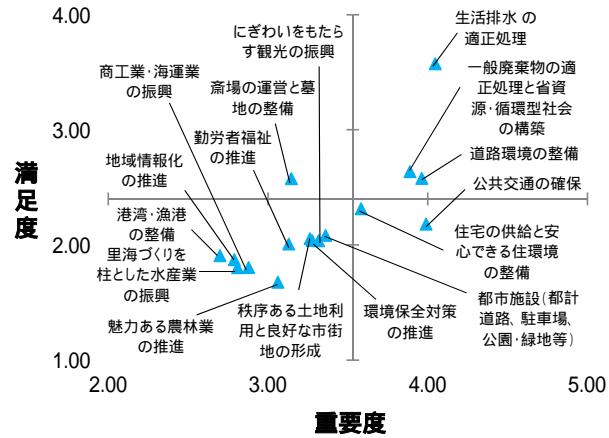 4.00
3.00
2.00
1.00
2.00
3.00
4.00
5.00
満足度
重要度
生活排水の
適正処理
一般廃棄物の適
正処理と省資
源・循環型社会
の構築
道路環境の整備
公共交通の確保
住宅の供給と安
心できる住環境
の整備
都市施設(都計
道路、駐車場、
公園・緑地等)
環境保全対策
の推進
秩序ある土地利
用と良好な市街
地の形成
魅力ある農林業
の推進
里海づくりを
柱とした水産業
の振興
港湾・漁港
の整備
地域情報化
の推進
商工業・海運業
の振興
勤労者福祉
の推進
斎場の運営と墓
地の整備
にぎわいをもたら
す観光の振興